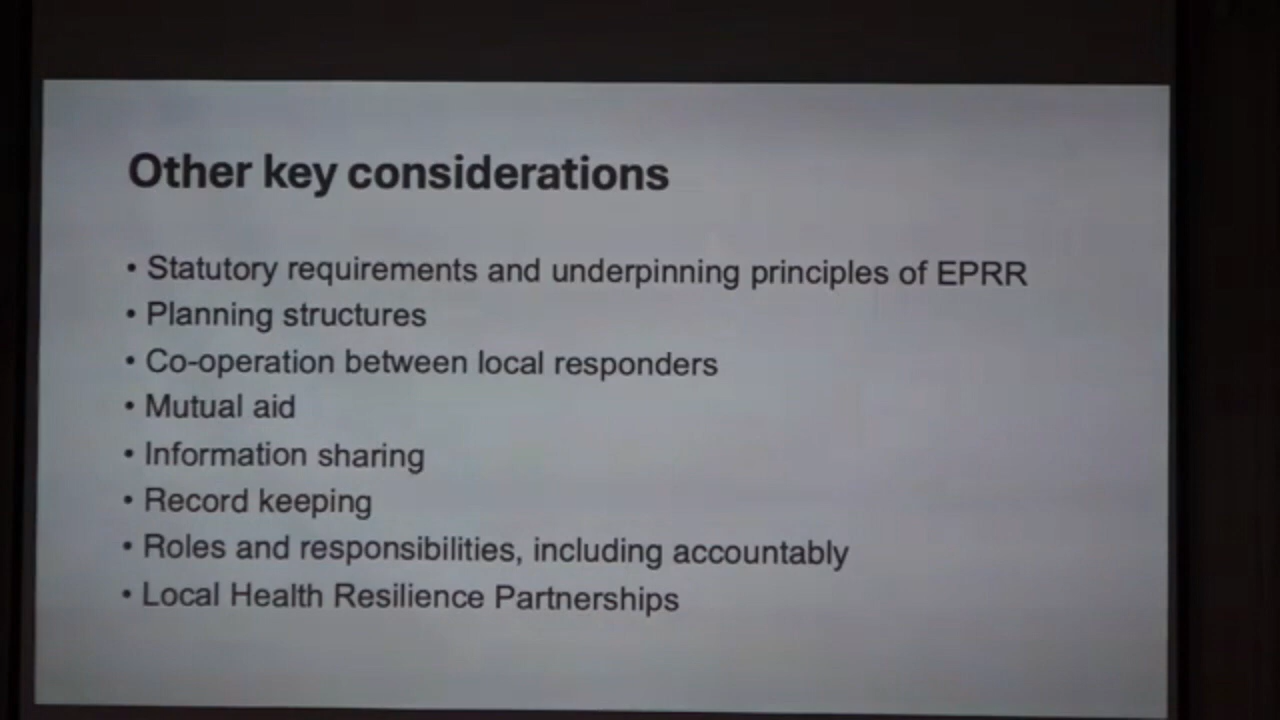 Other key considerations
• Statutory requirements and underpinning principles of EPRR
• Planning structures
• Co-operation between local responders
• Mutual aid
• Information sharing
• Record keeping
• Roles and responsibilities, including accountably
• Local Health Resilience Partnerships